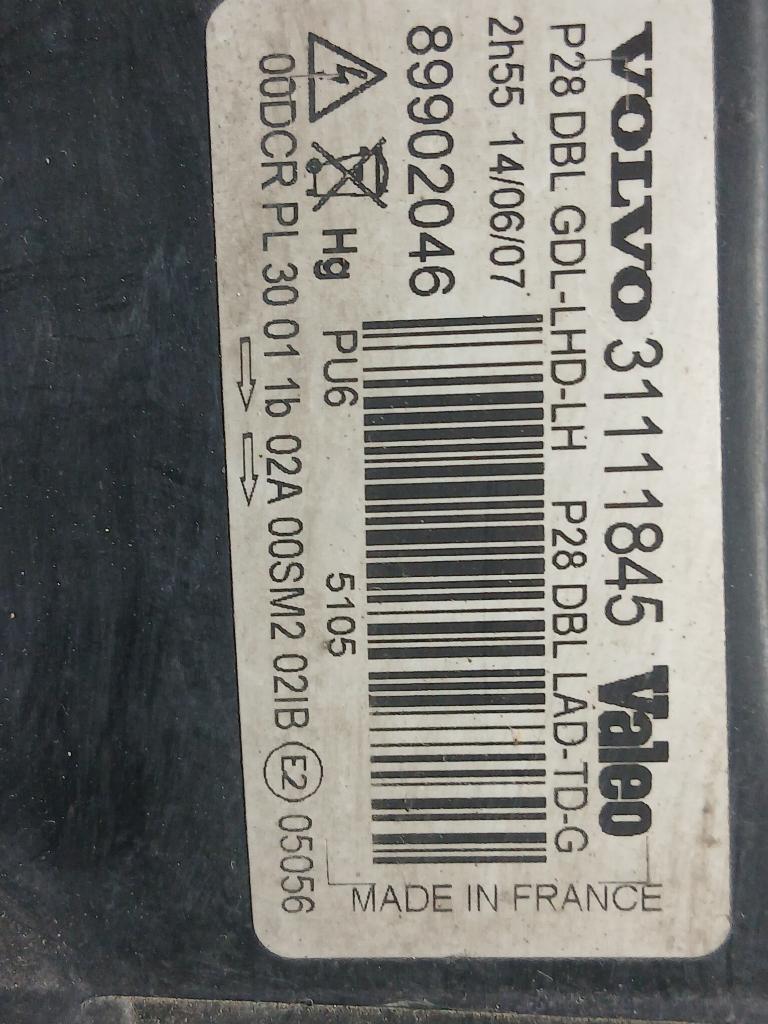 VOLVO 31111845 Valeo
P28 DBL GDL-LHD-LH P28 DBL LAD-TD-G
2h55 14/06/07
89902046
Hg PU6 5105
00DCR PL 30 01 1b 02A 00SM2 02IB E2 05056
MADE IN FRANCE